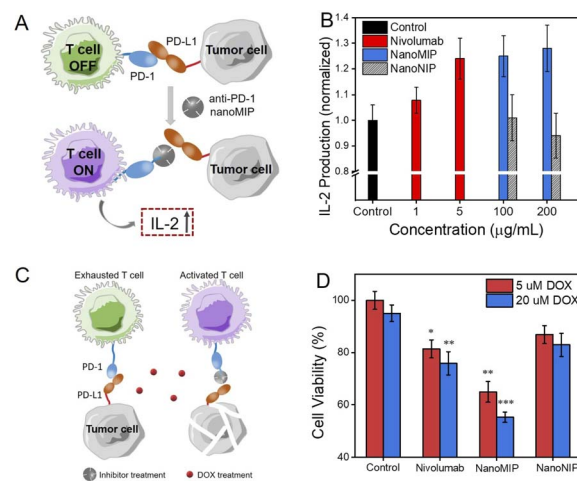 A
T cell
OFF
PD-1
PD-L1
Tumor cell
anti-PD-1
nanoMIP
T cell
ON
Tumor cell
IL-2
B
IL-2 Production (normalized)
1.4
1.3
1.2
1.1
1.0
0.9
0.8
Control
Nivolumab
NanoMIP
NanoNIP
Control
1
5
100
200
Concentration (μg/mL)
C
Exhausted T cell
Activated T cell
PD-1
PD-L1
Tumor cell
Inhibitor treatment
DOX treatment
D
Cell Viability (%)
100
80
60
40
5 uM DOX
20 uM DOX
*
**
**
***
Control
Nivolumab
NanoMIP
NanoNIP